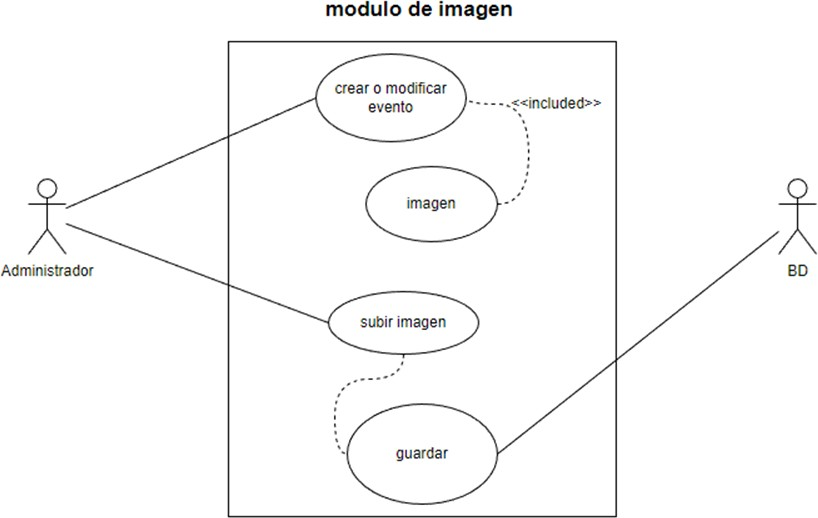 modulo de imagen
crear o modificar
evento
<<included>>
imagen
Administrador
BD
subir imagen
guardar